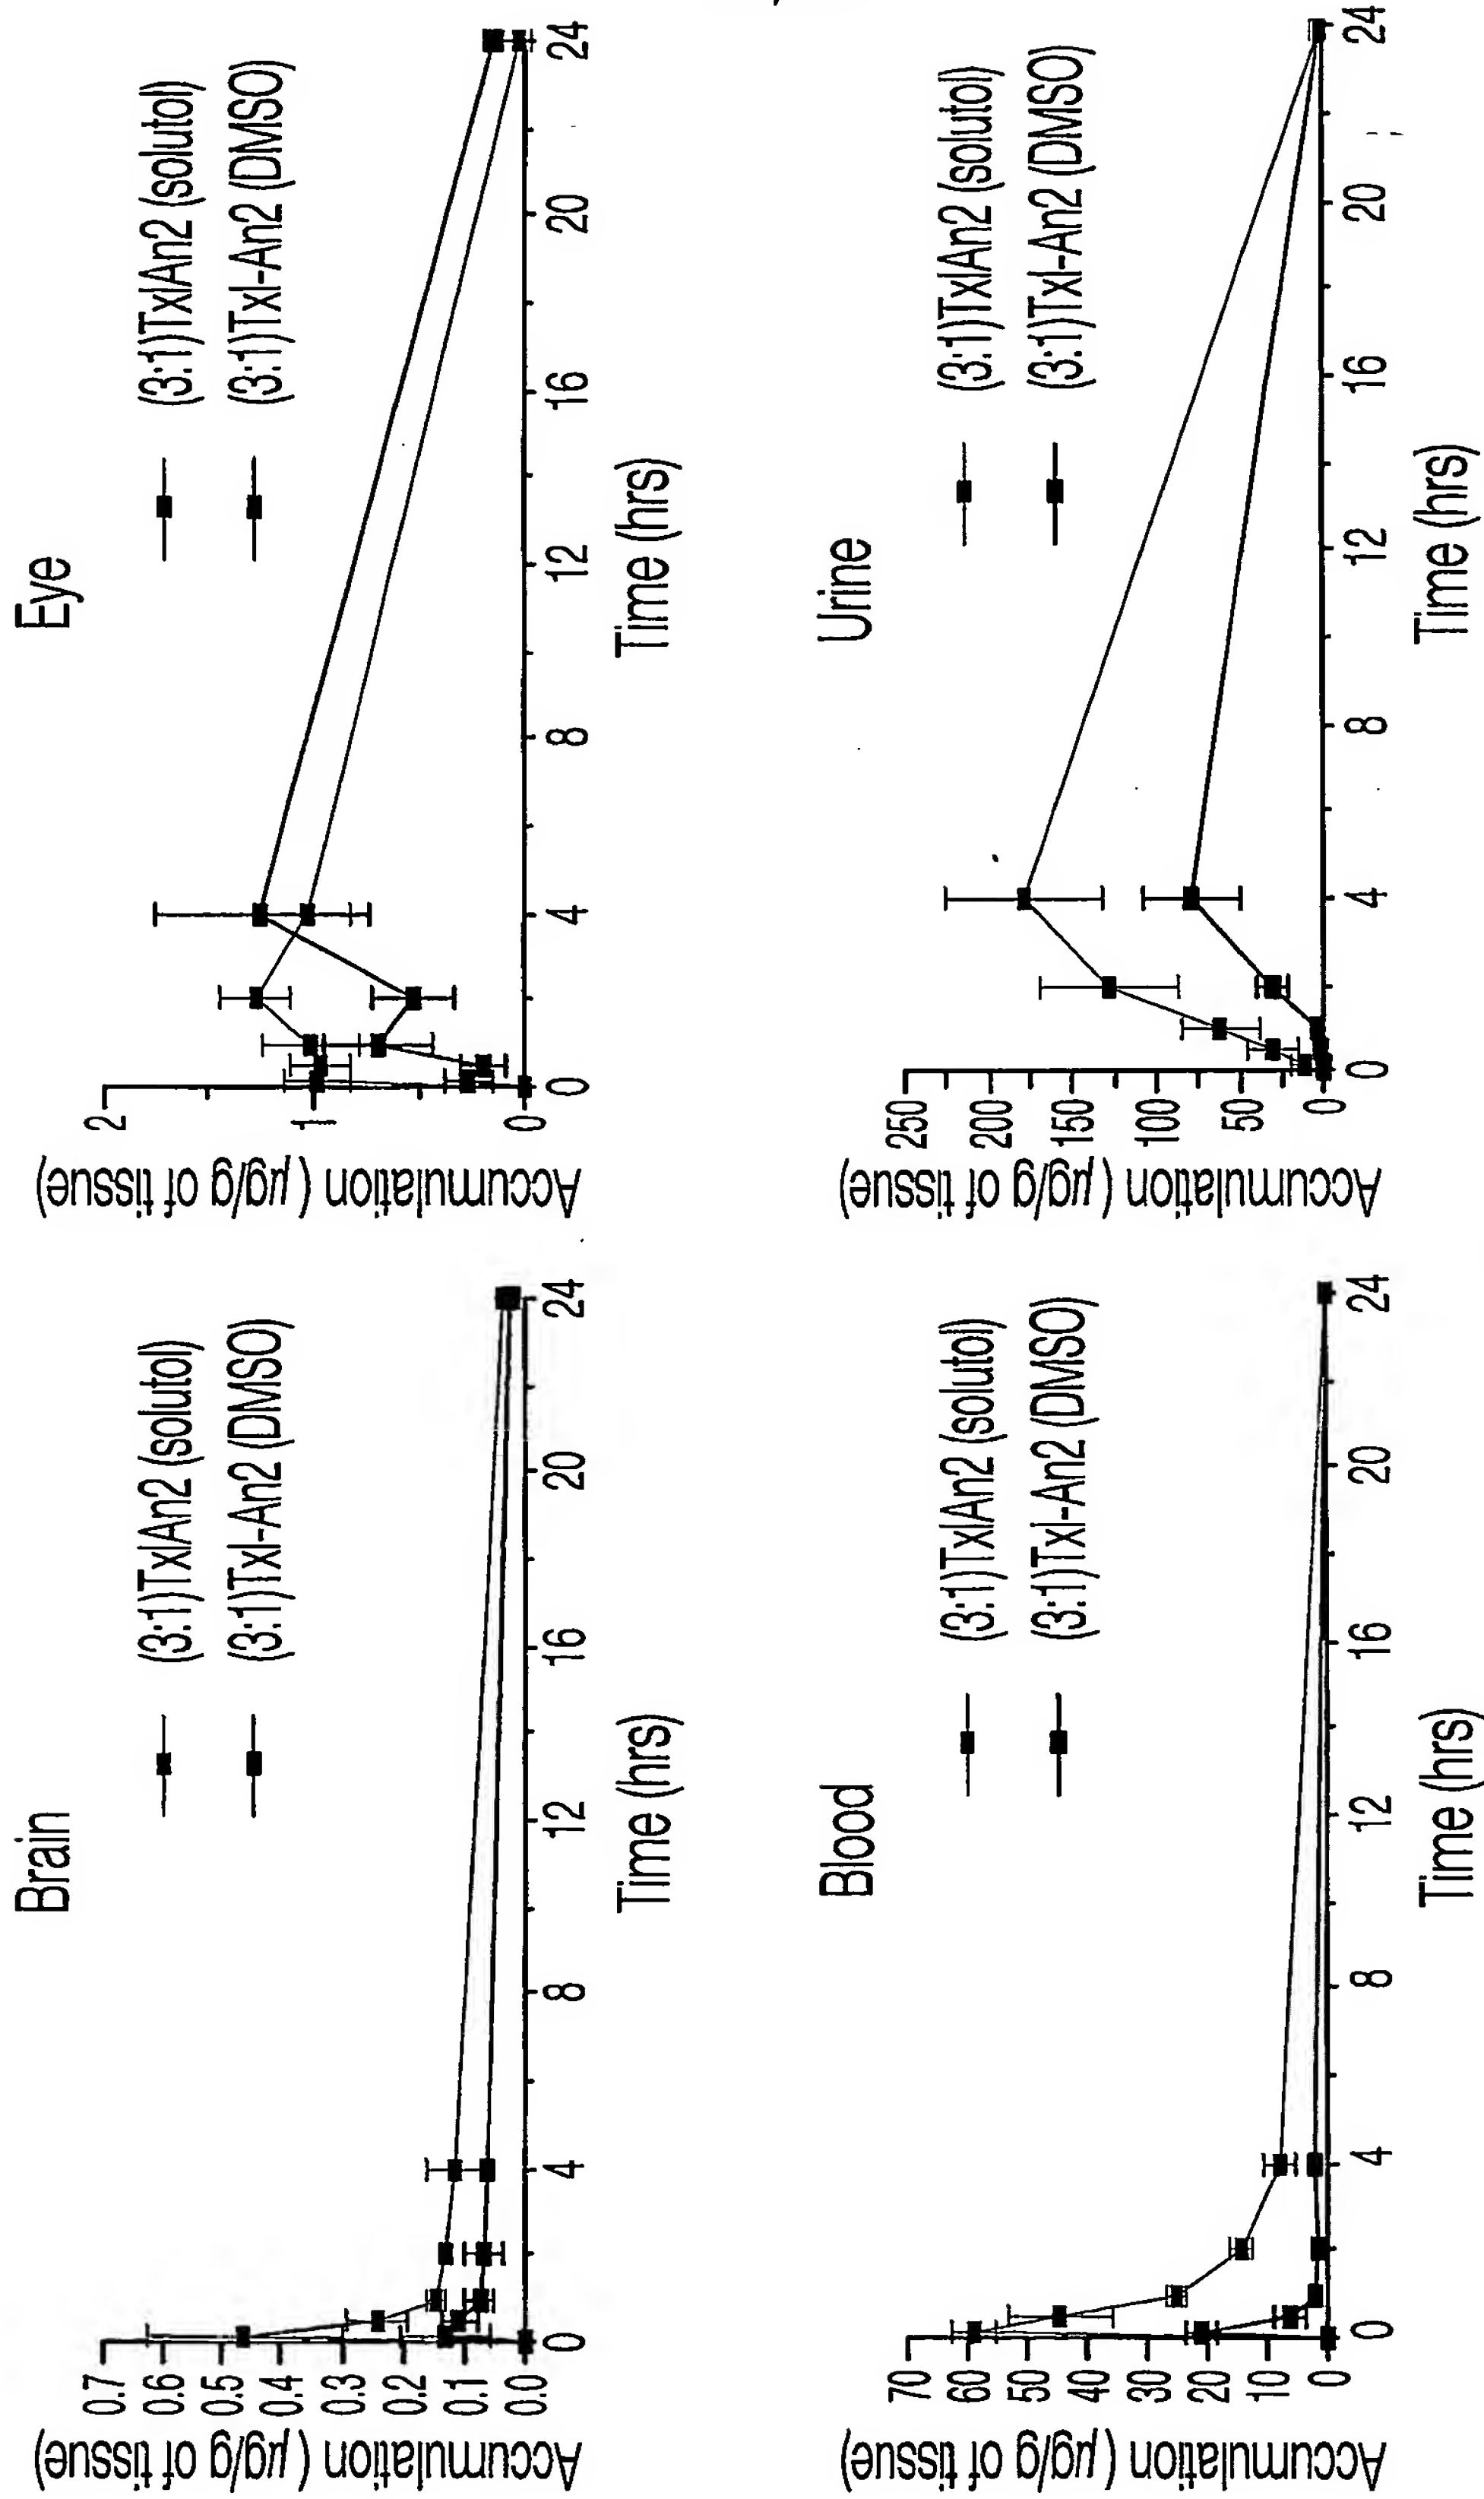 Brain
Accumulation (µg/g of tissue)
0.7
0.6
0.5
0.4
0.3
0.2
0.1
0.0
(3:1)TxlAn2 (solutol)
(3:1)Txl-An2 (DMSO)
0 4 8 12 16 20 24
Time (hrs)
Eye
Accumulation (µg/g of tissue)
2
1
0
(3:1)TxlAn2 (solutol)
(3:1)Txl-An2 (DMSO)
0 4 8 12 16 20 24
Time (hrs)
Blood
Accumulation (µg/g of tissue)
70
60
50
40
30
20
10
0
(3:1)TxlAn2 (solutol)
(3:1)Txl-An2 (DMSO)
0 4 8 12 16 20 24
Time (hrs)
Urine
Accumulation (µg/g of tissue)
250
200
150
100
50
0
(3:1)TxlAn2 (solutol)
(3:1)Txl-An2 (DMSO)
0 4 8 12 16 20 24
Time (hrs)